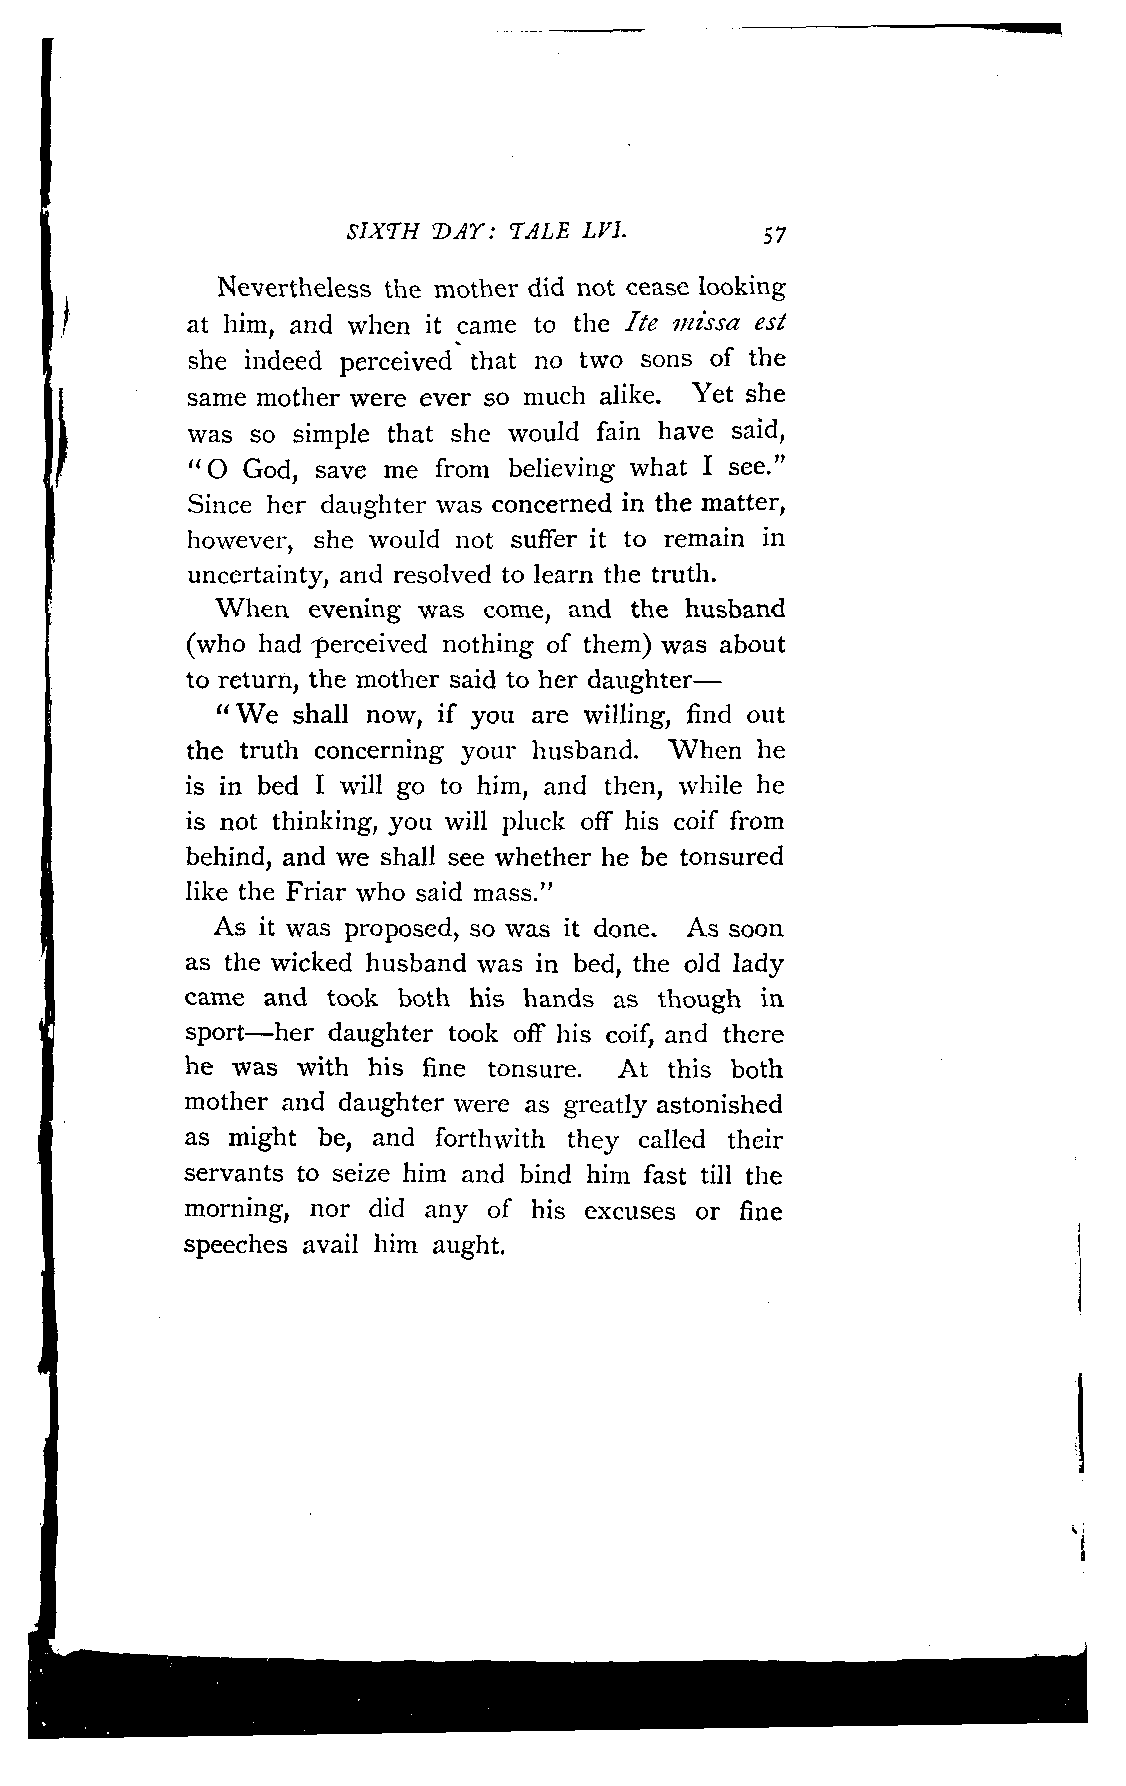 SIXTH DAY: TALE LVI. 57
Nevertheless the mother did not cease looking
at him, and when it came to the Ite missa est
she indeed perceived that no two sons of the
same mother were ever so much alike. Yet she
was so simple that she would fain have said,
"O God, save me from believing what I see."
Since her daughter was concerned in the matter,
however, she would not suffer it to remain in
uncertainty, and resolved to learn the truth.
When evening was come, and the husband
(who had perceived nothing of them) was about
to return, the mother said to her daughter—
"We shall now, if you are willing, find out
the truth concerning your husband. When he
is in bed I will go to him, and then, while he
is not thinking, you will pluck off his coif from
behind, and we shall see whether he be tonsured
like the Friar who said mass."
As it was proposed, so was it done. As soon
as the wicked husband was in bed, the old lady
came and took both his hands as though in
sport—her daughter took off his coif, and there
he was with his fine tonsure. At this both
mother and daughter were as greatly astonished
as might be, and forthwith they called their
servants to seize him and bind him fast till the
morning, nor did any of his excuses or fine
speeches avail him aught.